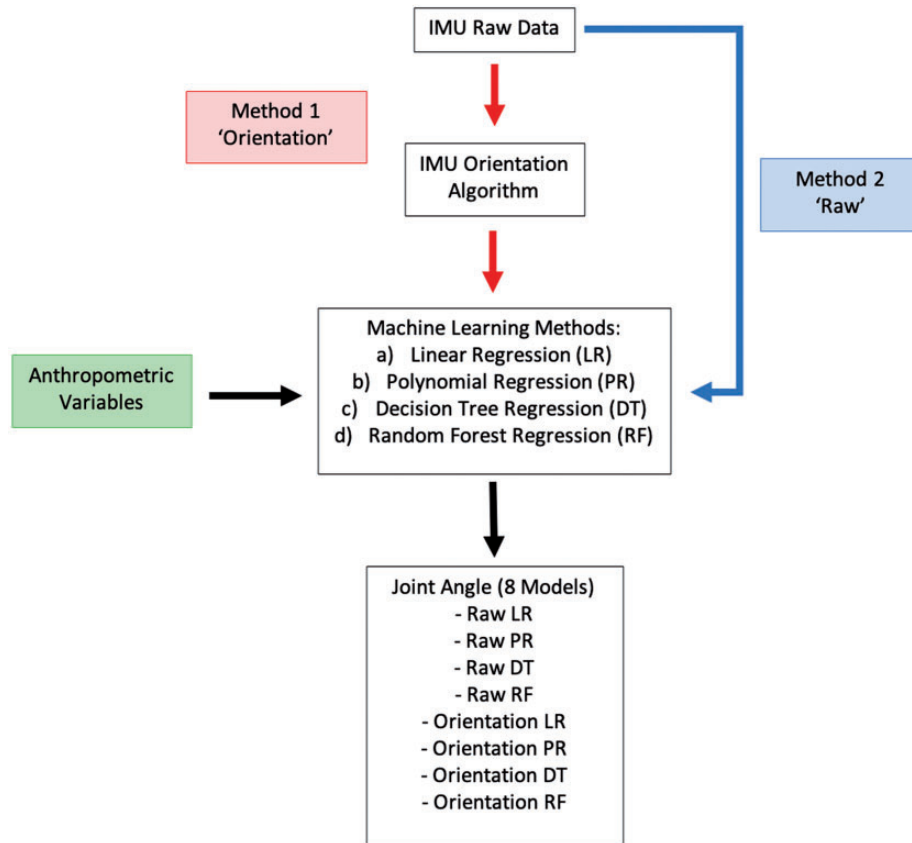 IMU Raw Data
Method 1
‘Orientation’
IMU Orientation
Algorithm
Method 2
‘Raw’
Machine Learning Methods:
a) Linear Regression (LR)
b) Polynomial Regression (PR)
c) Decision Tree Regression (DT)
d) Random Forest Regression (RF)
Anthropometric
Variables
Joint Angle (8 Models)
- Raw LR
- Raw PR
- Raw DT
- Raw RF
- Orientation LR
- Orientation PR
- Orientation DT
- Orientation RF